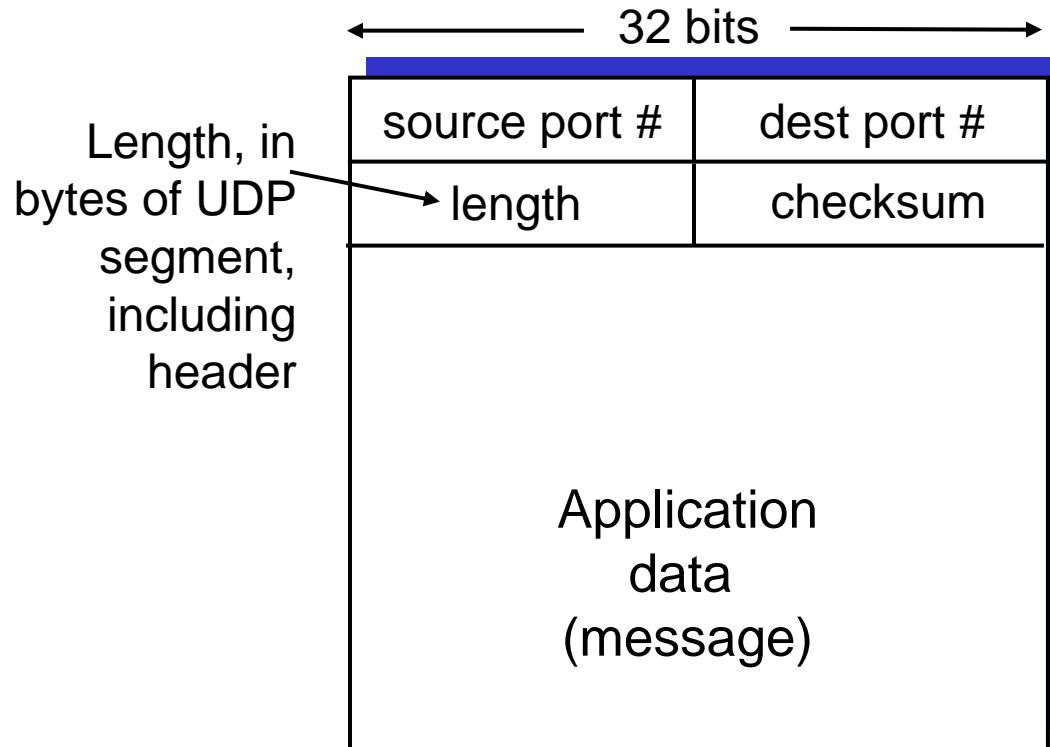 32 bits
source port #
dest port #
Length, in
bytes of UDP
segment,
including
header
length
checksum
Application
data
(message)